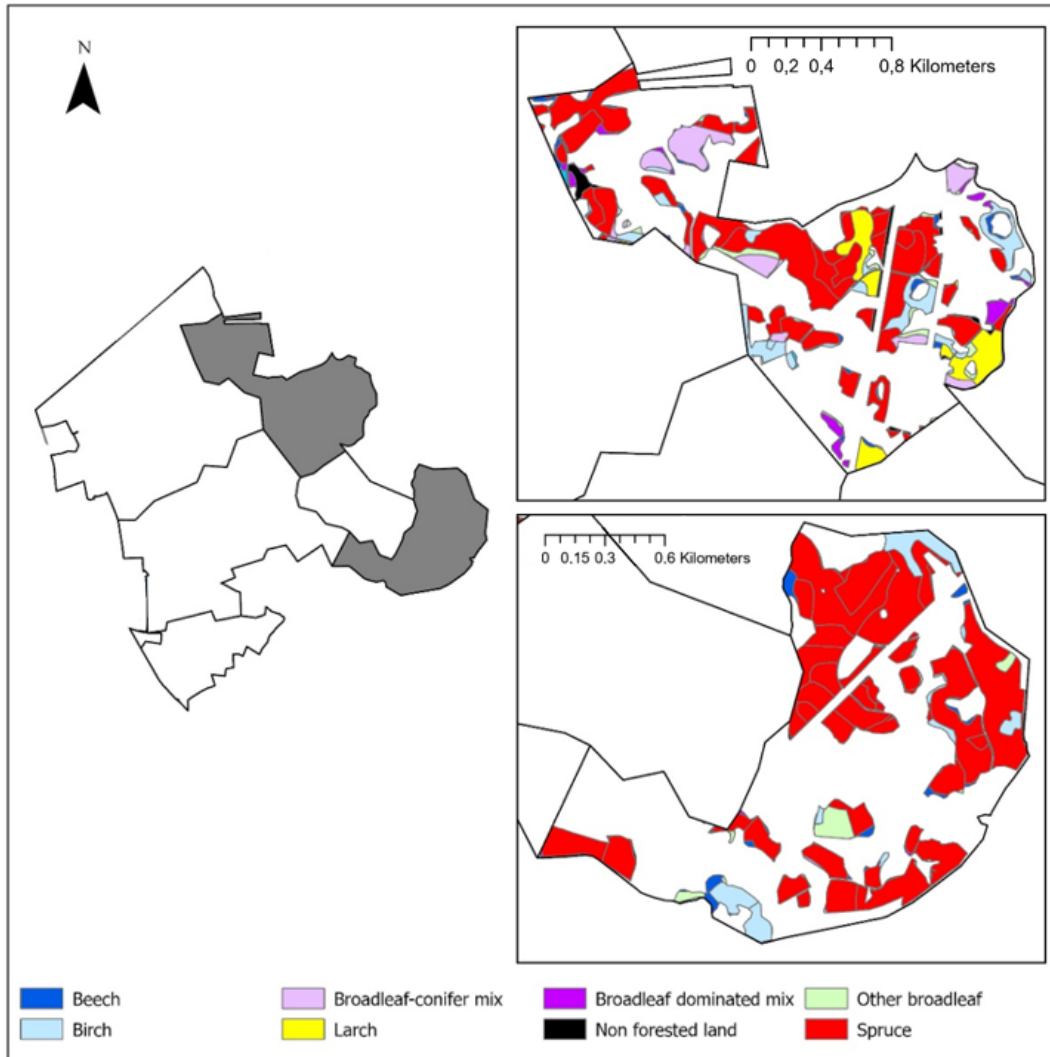 N
0 0,2 0,4 0,8 Kilometers
0 0.15 0.3 0.6 Kilometers
Beech Broadleaf-conifer mix Broadleaf dominated mix Other broadleaf
Birch Larch Non forested land Spruce